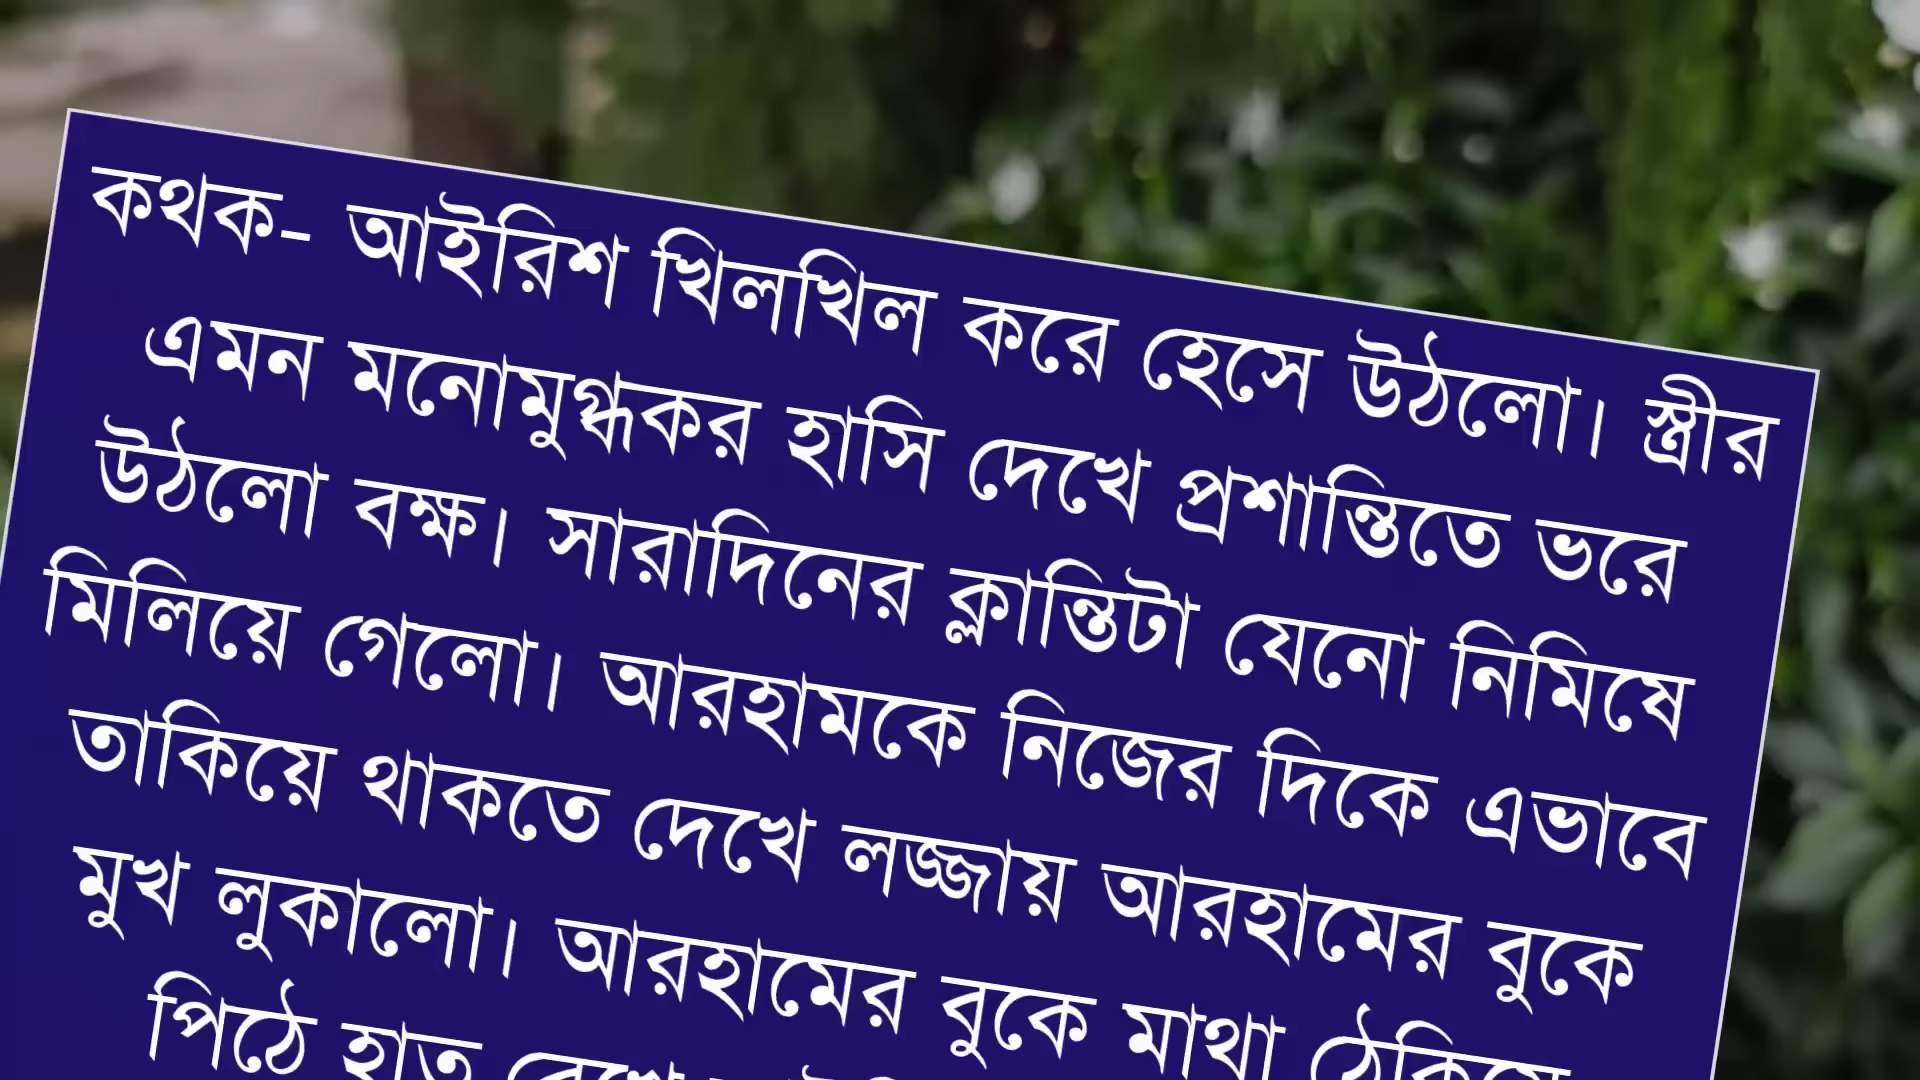 কথক- আইরিশ খিলখিল করে হেসে উঠলো। স্ত্রীর
এমন মনোমুগ্ধকর হাসি দেখে প্রশান্তিতে ভরে
উঠলো বক্ষ। সারাদিনের ক্লান্তিটা যেনো নিমিষে
মিলিয়ে গেলো। আরহামকে নিজের দিকে এভাবে
তাকিয়ে থাকতে দেখে লজ্জায় আরহামের বুকে
মুখ লুকালো। আরহামের বুকে মাথা ঠেকিয়ে
পিঠে হাত রেখে